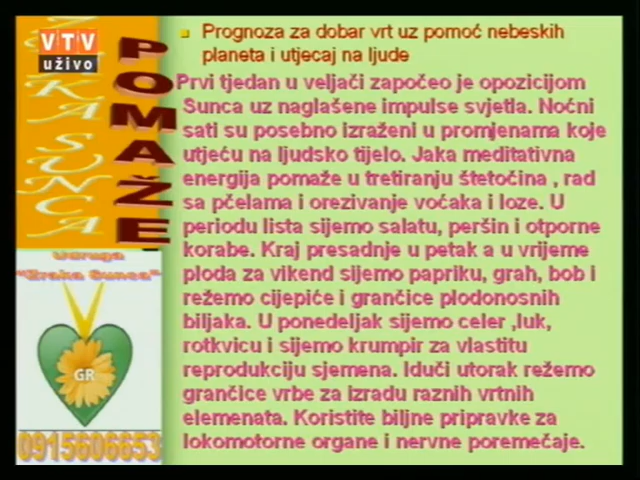 VTV
uživo
ZRAKA SUNCA
POMAŽE
Udruga
"Zraka Sunca"
GR
0915606653
Prognoza za dobar vrt uz pomoć nebeskih
planeta i utjecaj na ljude
Prvi tjedan u veljači započeo je opozicijom
Sunca uz naglašene impulse svjetla. Noćni
sati su posebno izraženi u promjenama koje
utjeću na ljudsko tijelo. Jaka meditativna
energija pomaže u tretiranju štetočina , rad
sa pčelama i orezivanje voćaka i loze. U
periodu lista sijemo salatu, peršin i otporne
korabe. Kraj presadnje u petak a u vrijeme
ploda za vikend sijemo papriku, grah, bob i
režemo cijepiće i grančice plodonosnih
biljaka. U ponedeljak sijemo celer ,luk,
rotkvicu i sijemo krumpir za vlastitu
reprodukciju sjemena. Idući utorak režemo
grančice vrbe za izradu raznih vrtnih
elemenata. Koristite biljne pripravke za
lokomotorne organe i nervne poremečaje.